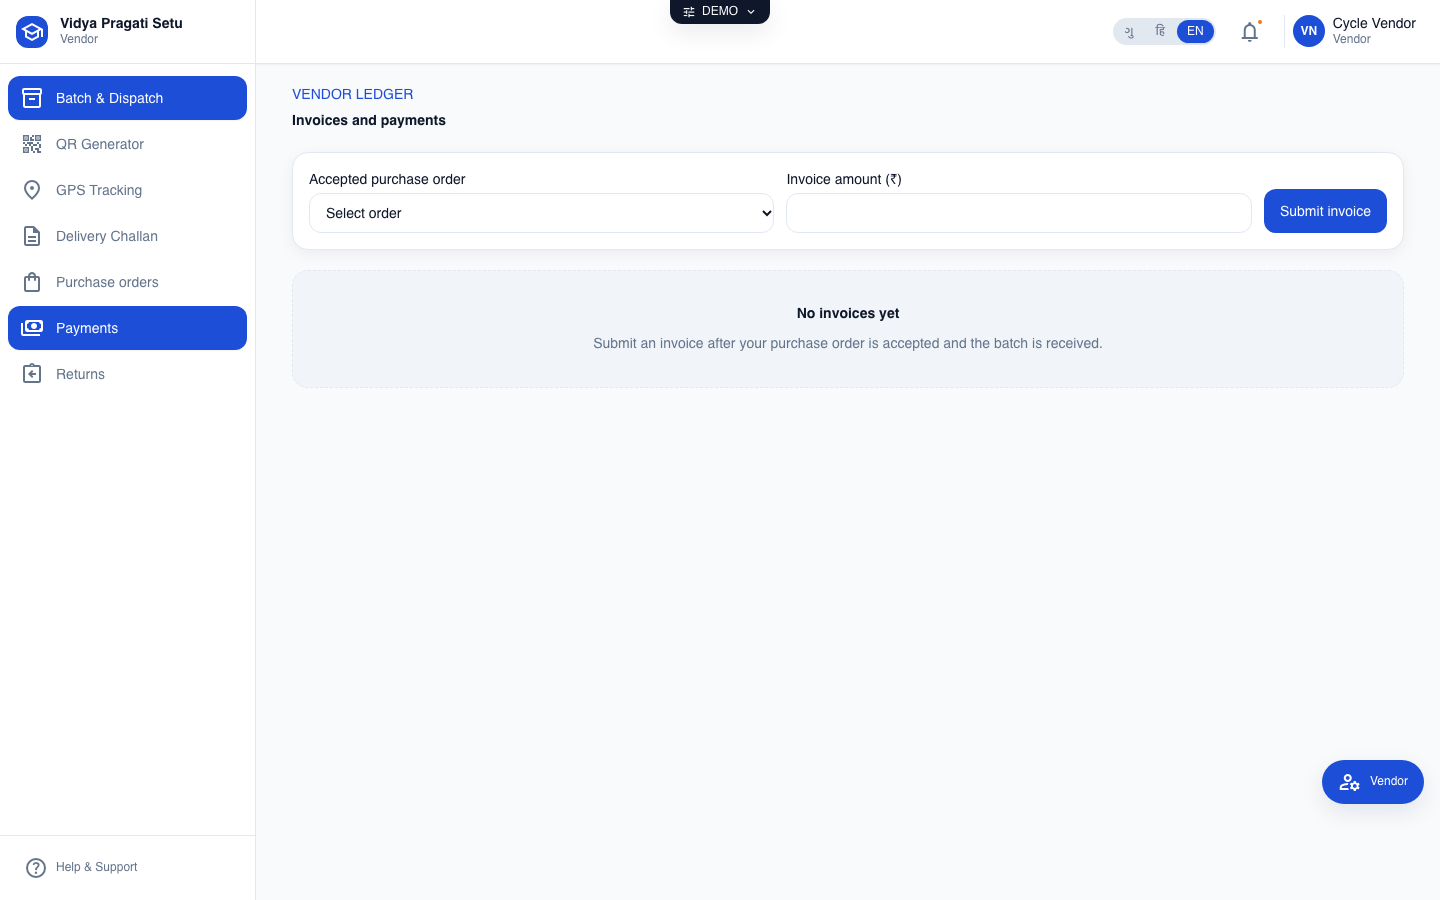 Vidya Pragati Setu
Vendor
DEMO
ગુ
हि
EN
VN
Cycle Vendor
Vendor
Batch & Dispatch
QR Generator
GPS Tracking
Delivery Challan
Purchase orders
Payments
Returns
Help & Support
VENDOR LEDGER
Invoices and payments
Accepted purchase order
Select order
Invoice amount (₹)
Submit invoice
No invoices yet
Submit an invoice after your purchase order is accepted and the batch is received.
Vendor